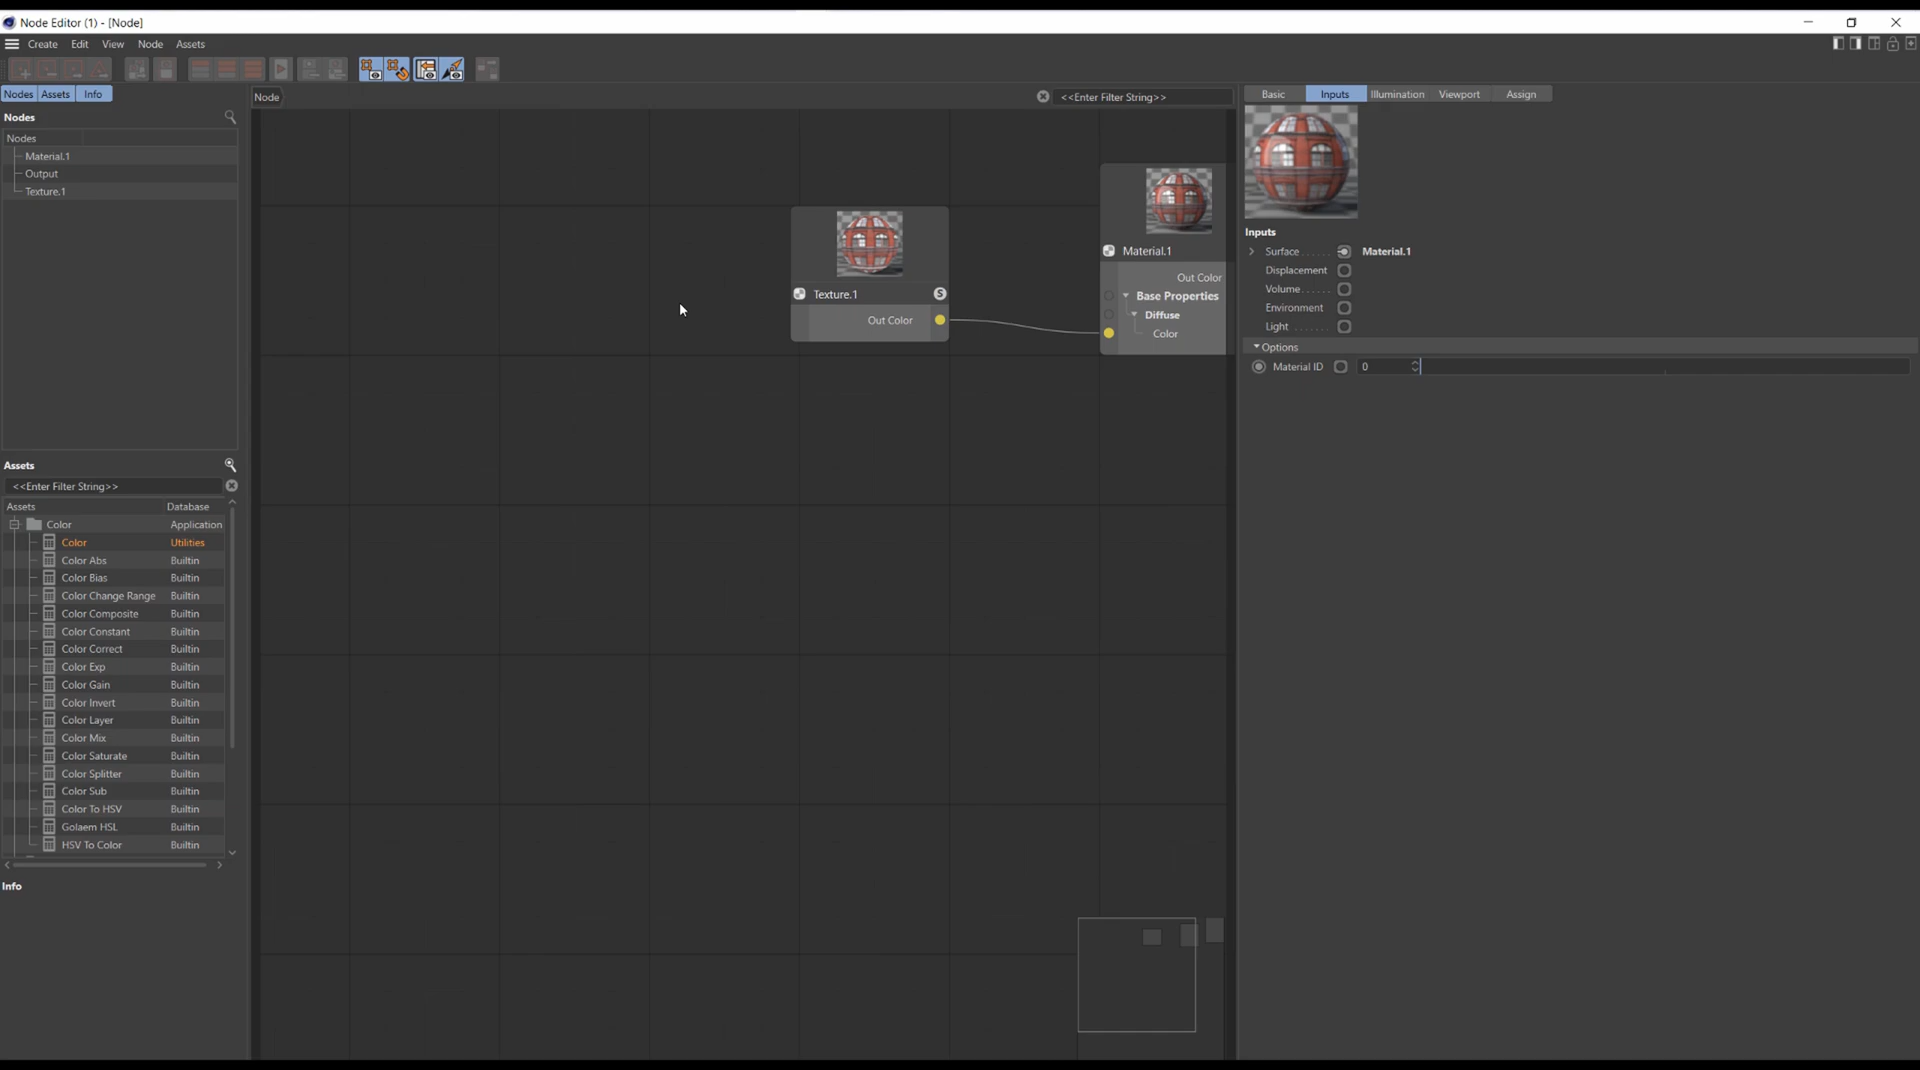 Node Editor (1) - [Node]
Create Edit View Node Assets
Nodes Assets Info
Nodes
Nodes
Material.1
Output
Texture.1
Assets
<<Enter Filter String>>
Assets Database
Color Application
Color Utilities
Color Abs Builtin
Color Bias Builtin
Color Change Range Builtin
Color Composite Builtin
Color Constant Builtin
Color Correct Builtin
Color Exp Builtin
Color Gain Builtin
Color Invert Builtin
Color Layer Builtin
Color Mix Builtin
Color Saturate Builtin
Color Splitter Builtin
Color Sub Builtin
Color To HSV Builtin
Golaem HSL Builtin
HSV To Color Builtin
Info
Node
<<Enter Filter String>>
Texture.1 S
Out Color
Material.1
Out Color
Base Properties
Diffuse
Color
Basic Inputs Illumination Viewport Assign
Inputs
Surface Material.1
Displacement
Volume
Environment
Light
Options
Material ID 0